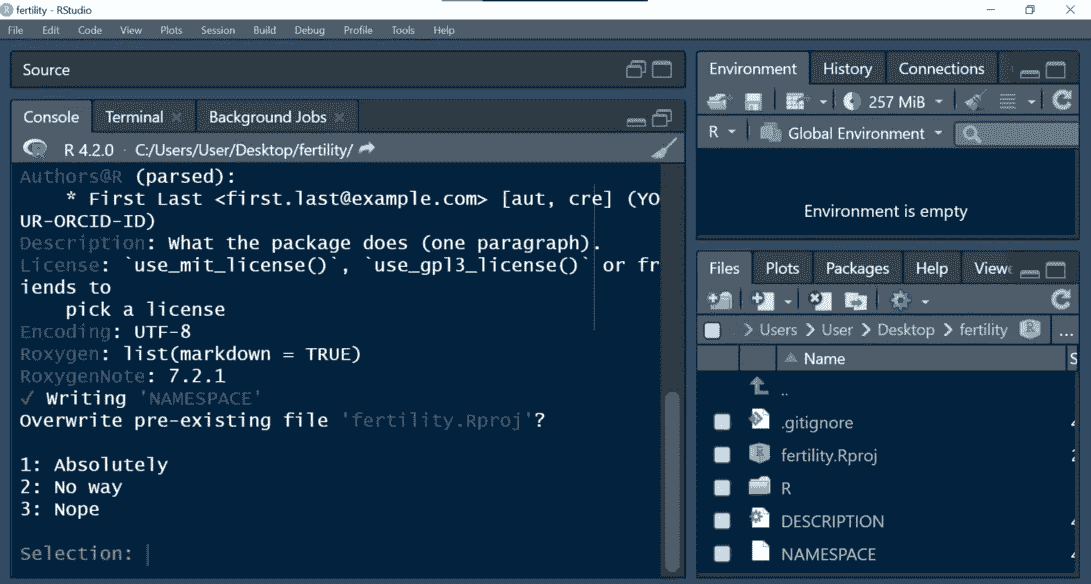 fertility - RStudio
File Edit Code View Plots Session Build Debug Profile Tools Help
Source
Console Terminal Background Jobs
R 4.2.0 · C:/Users/User/Desktop/fertility/
Authors@R (parsed):
* First Last <first.last@example.com> [aut, cre] (YO
UR-ORCID-ID)
Description: What the package does (one paragraph).
License: `use_mit_license()`, `use_gpl3_license()` or fr
iends to
pick a license
Encoding: UTF-8
Roxygen: list(markdown = TRUE)
RoxygenNote: 7.2.1
✓ Writing 'NAMESPACE'
Overwrite pre-existing file 'fertility.Rproj'?
1: Absolutely
2: No way
3: Nope
Selection:
Environment History Connections
257 MiB
R Global Environment
Environment is empty
Files Plots Packages Help Viewe
Users User Desktop fertility ...
Name S
..
.gitignore
fertility.Rproj
R
DESCRIPTION
NAMESPACE